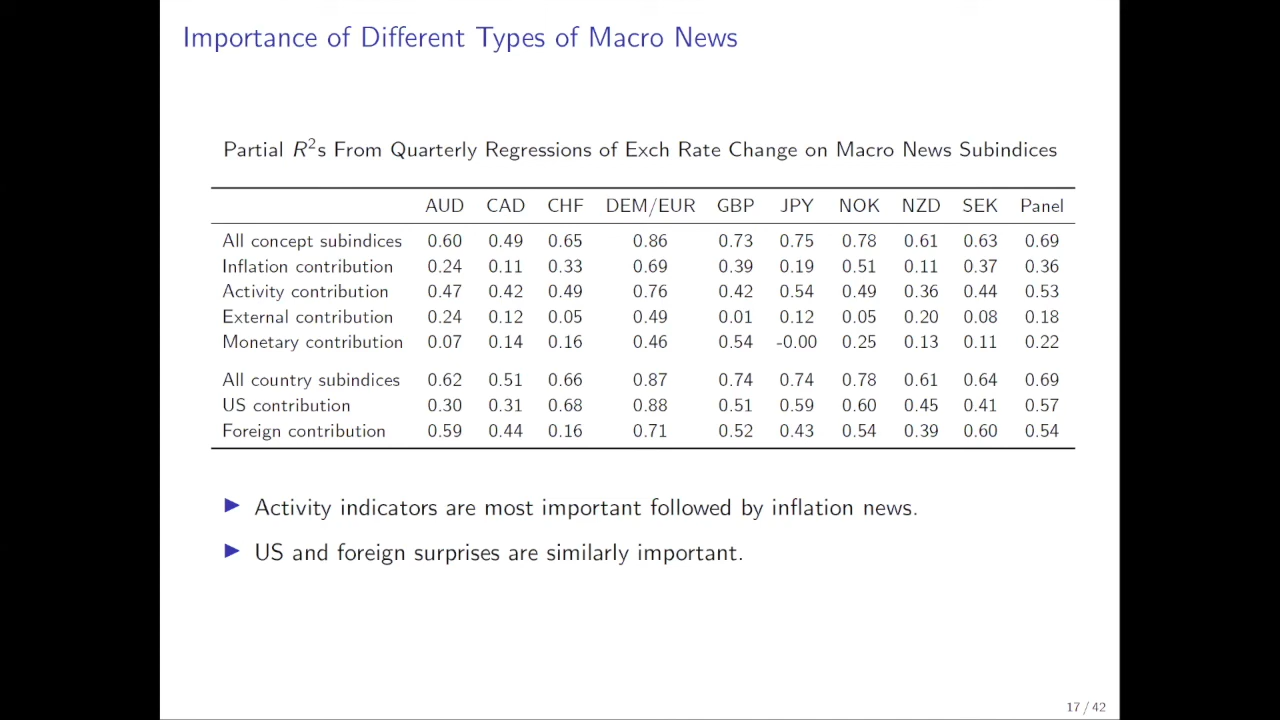 Importance of Different Types of Macro News
Partial R²s From Quarterly Regressions of Exch Rate Change on Macro News Subindices
AUD CAD CHF DEM/EUR GBP JPY NOK NZD SEK Panel
All concept subindices 0.60 0.49 0.65 0.86 0.73 0.75 0.78 0.61 0.63 0.69
Inflation contribution 0.24 0.11 0.33 0.69 0.39 0.19 0.51 0.11 0.37 0.36
Activity contribution 0.47 0.42 0.49 0.76 0.42 0.54 0.49 0.36 0.44 0.53
External contribution 0.24 0.12 0.05 0.49 0.01 0.12 0.05 0.20 0.08 0.18
Monetary contribution 0.07 0.14 0.16 0.46 0.54 -0.00 0.25 0.13 0.11 0.22
All country subindices 0.62 0.51 0.66 0.87 0.74 0.74 0.78 0.61 0.64 0.69
US contribution 0.30 0.31 0.68 0.88 0.51 0.59 0.60 0.45 0.41 0.57
Foreign contribution 0.59 0.44 0.16 0.71 0.52 0.43 0.54 0.39 0.60 0.54
▶ Activity indicators are most important followed by inflation news.
▶ US and foreign surprises are similarly important.
17 / 42